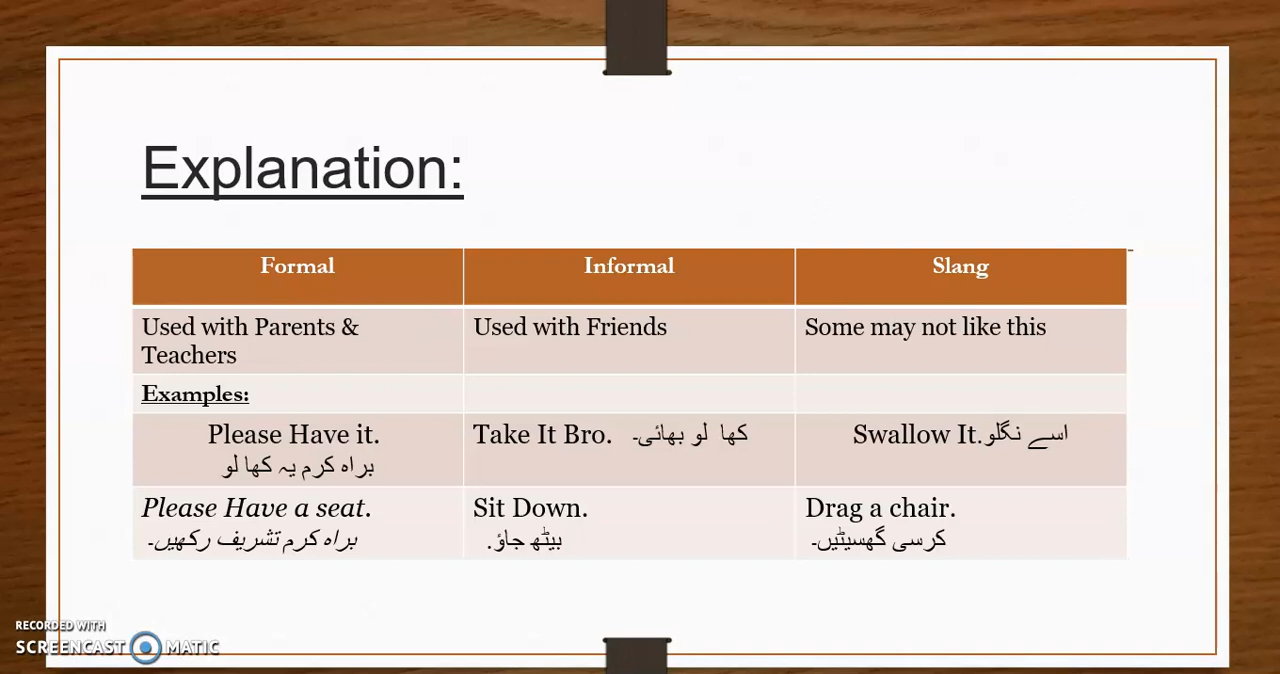 Explanation:
Formal
Informal
Slang
Used with Parents &
Teachers
Used with Friends
Some may not like this
Examples:
Please Have it.
براہ کرم یہ کھا لو
Take It Bro. کھا لو بھائی۔
Swallow It.اسے نگلو
Please Have a seat.
براہ کرم تشریف رکھیں۔
Sit Down.
بیٹھ جاؤ.
Drag a chair.
کرسی گھسیٹیں۔
RECORDED WITH
SCREENCAST MATIC